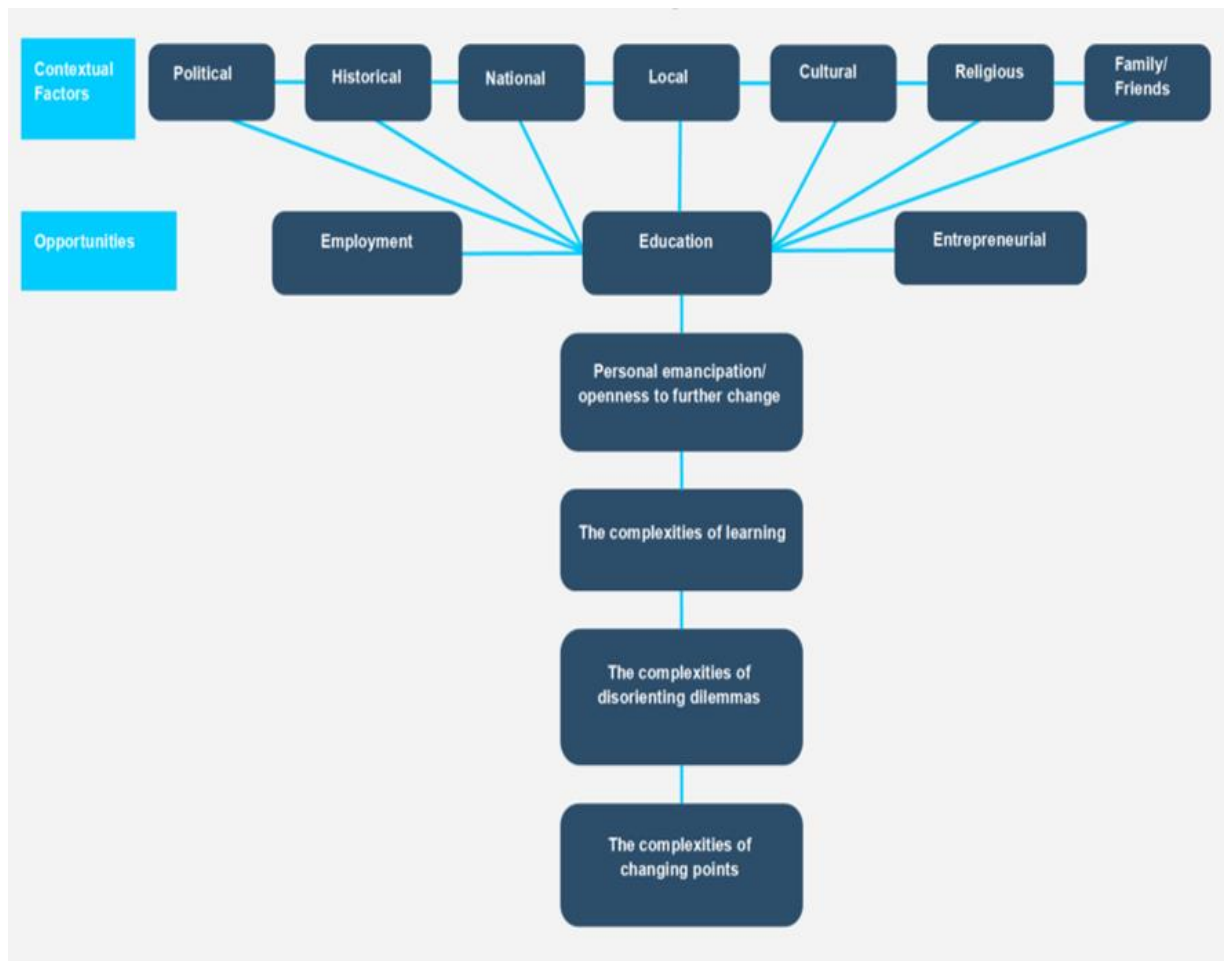 Contextual
Factors
Political
Historical
National
Local
Cultural
Religious
Family/
Friends
Opportunities
Employment
Education
Entrepreneurial
Personal emancipation/
openness to further change
The complexities of learning
The complexities of
disorienting dilemmas
The complexities of
changing points